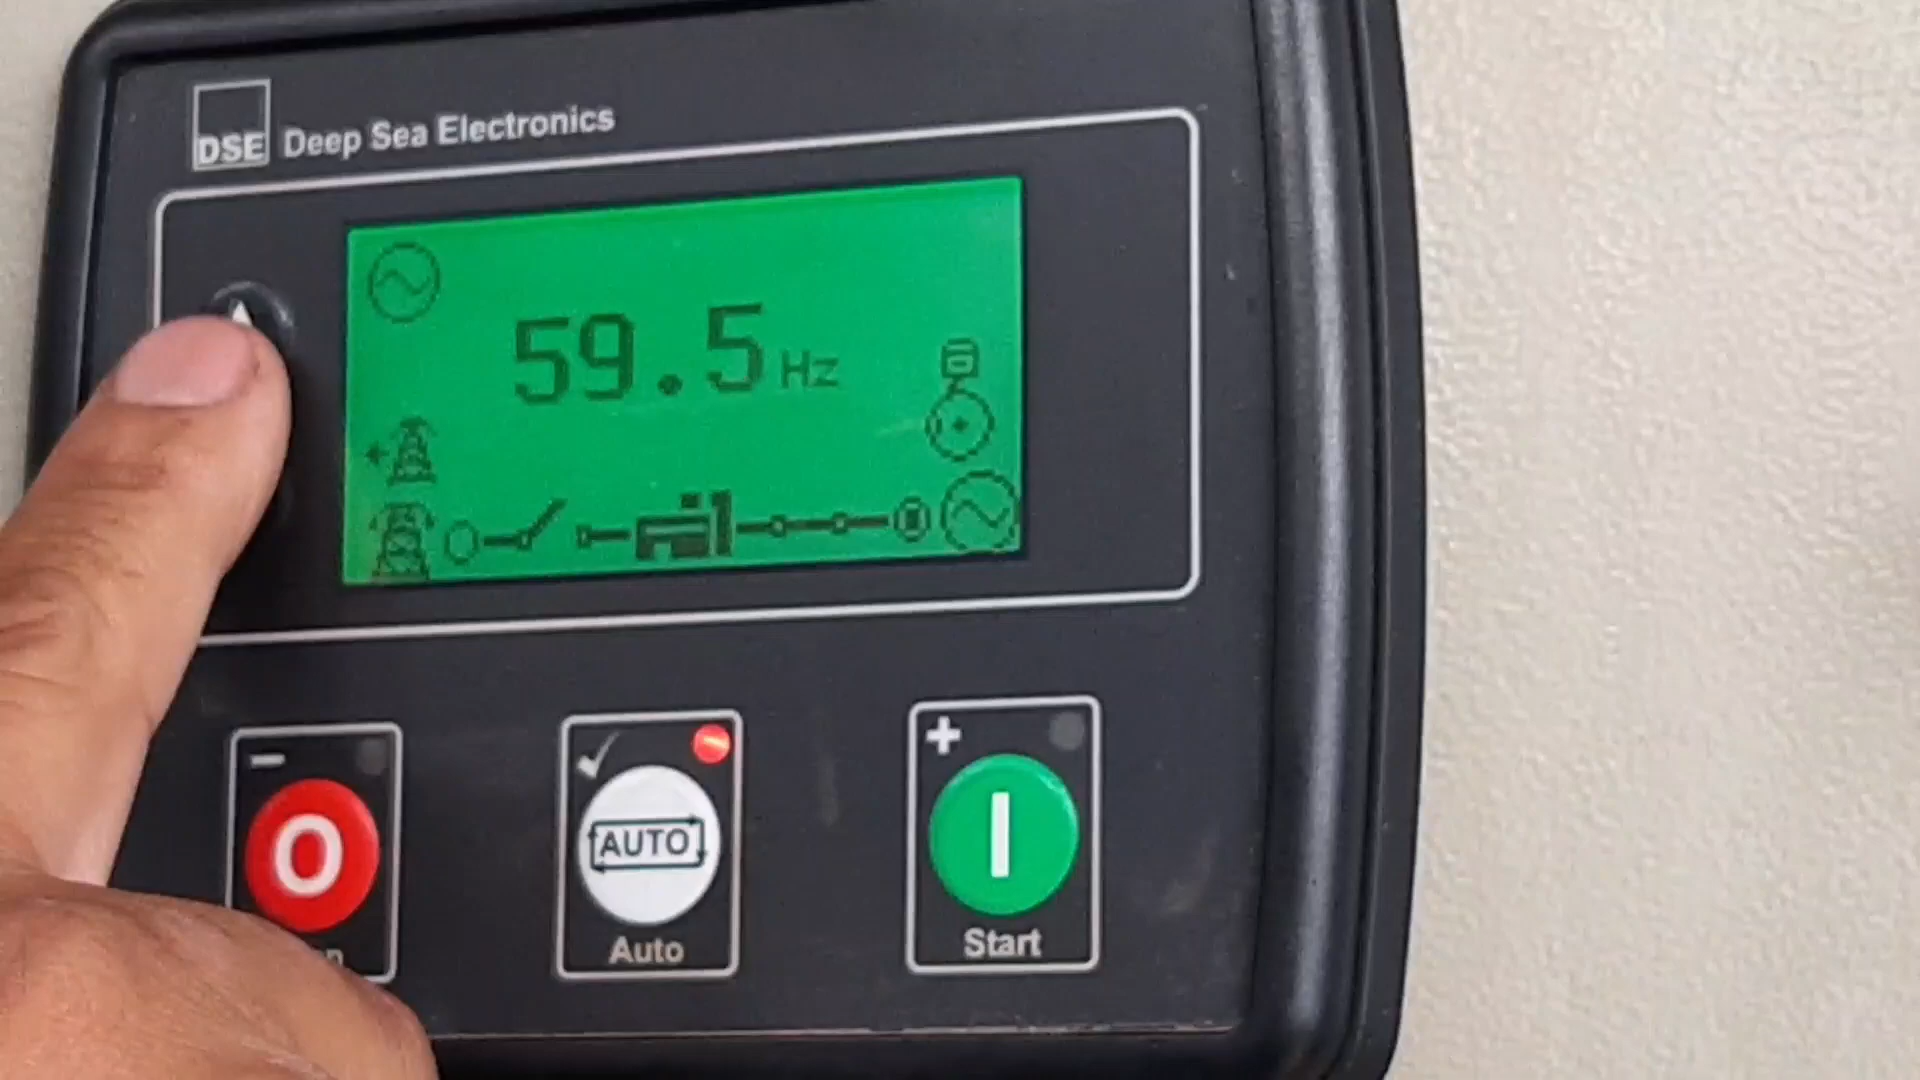 DSE Deep Sea Electronics
59.5 Hz
AUTO
Auto
Start